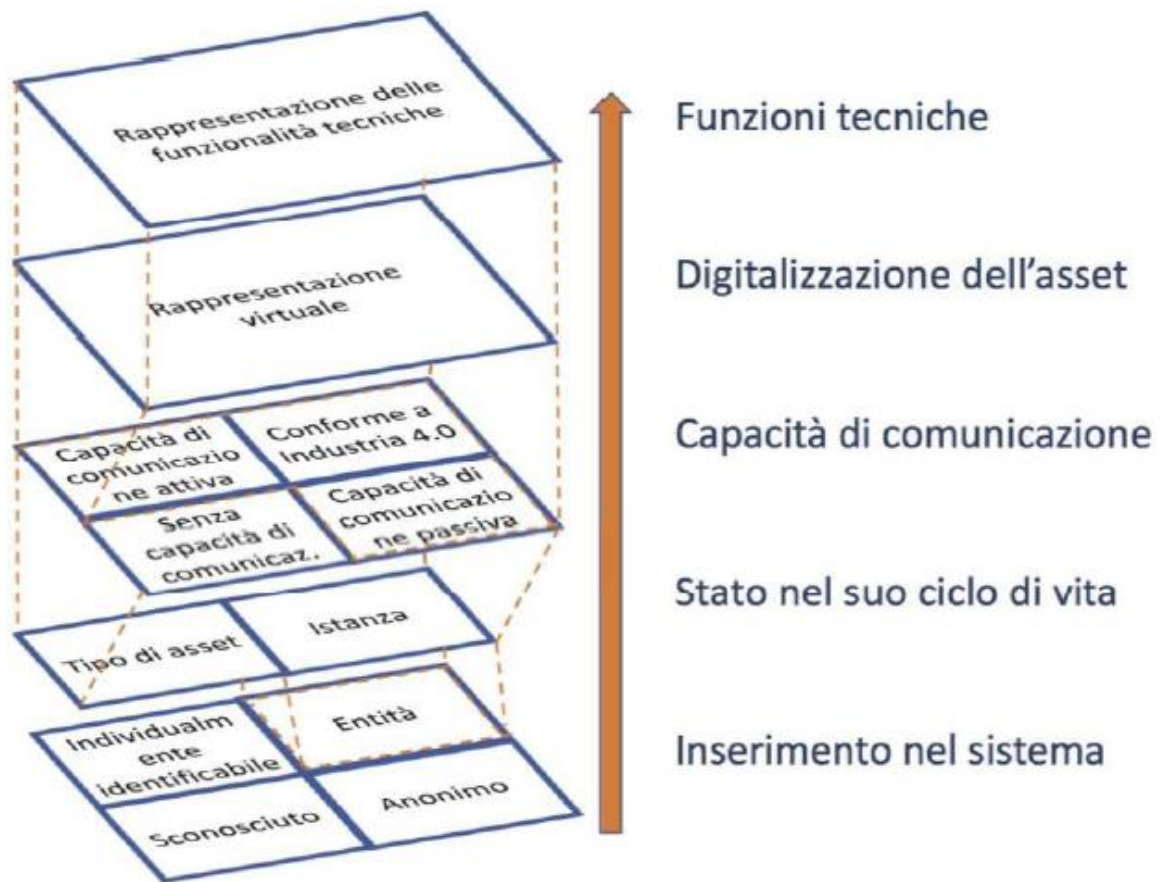 Rappresentazione delle
funzionalità tecniche
Funzioni tecniche
Rappresentazione
virtuale
Digitalizzazione dell'asset
Capacità di
comunicazio
ne attiva
Conforme a
Industria 4.0
Senza
capacità di
comunicaz.
Capacità di
comunicazio
ne passiva
Capacità di comunicazione
Tipo di asset
Istanza
Stato nel suo ciclo di vita
Individualm
ente
identificabile
Entità
Sconosciuto
Anonimo
Inserimento nel sistema